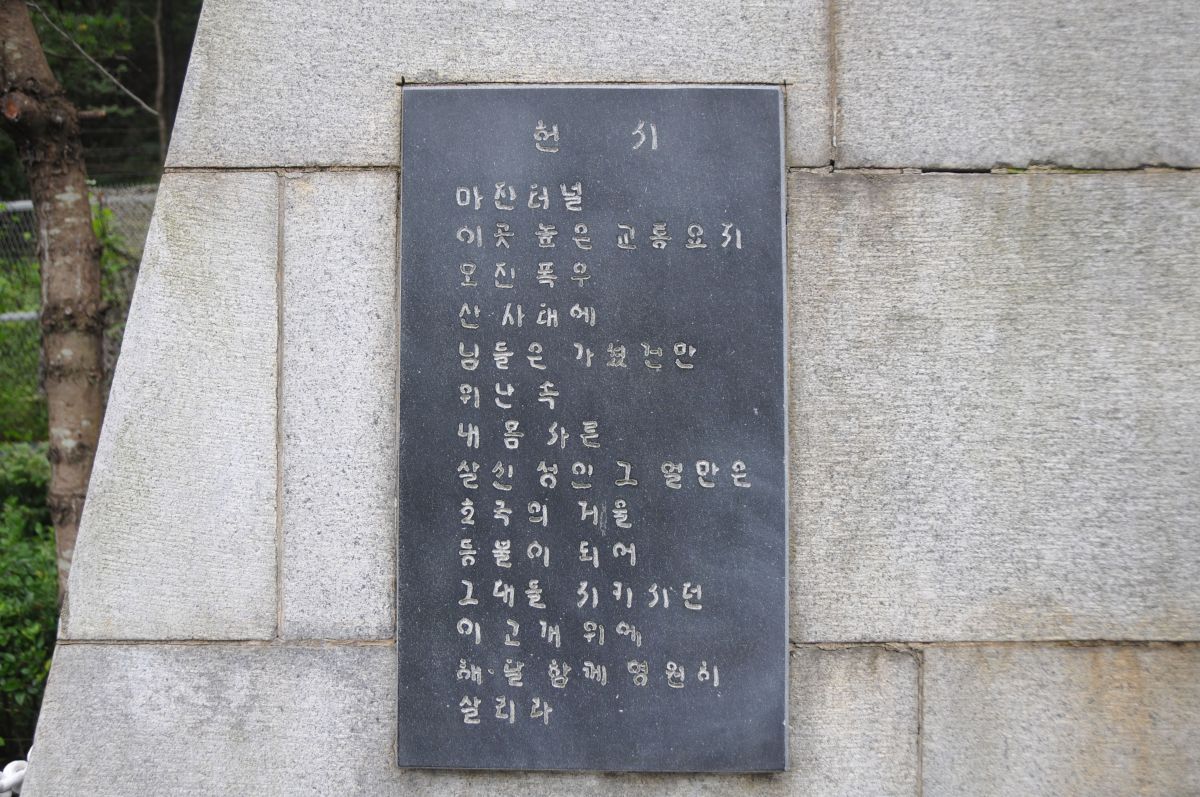 헌 시
마진터널
이곳 높은 교통요지
모진 폭우
산사태에
님들은 가셨건만
위난 속
내 몸 사른
살신성인 그 얼만은
호국의 거울
등불이 되어
그대들 지키시던
이 고개 위에
해·달 함께 영원히
살리라